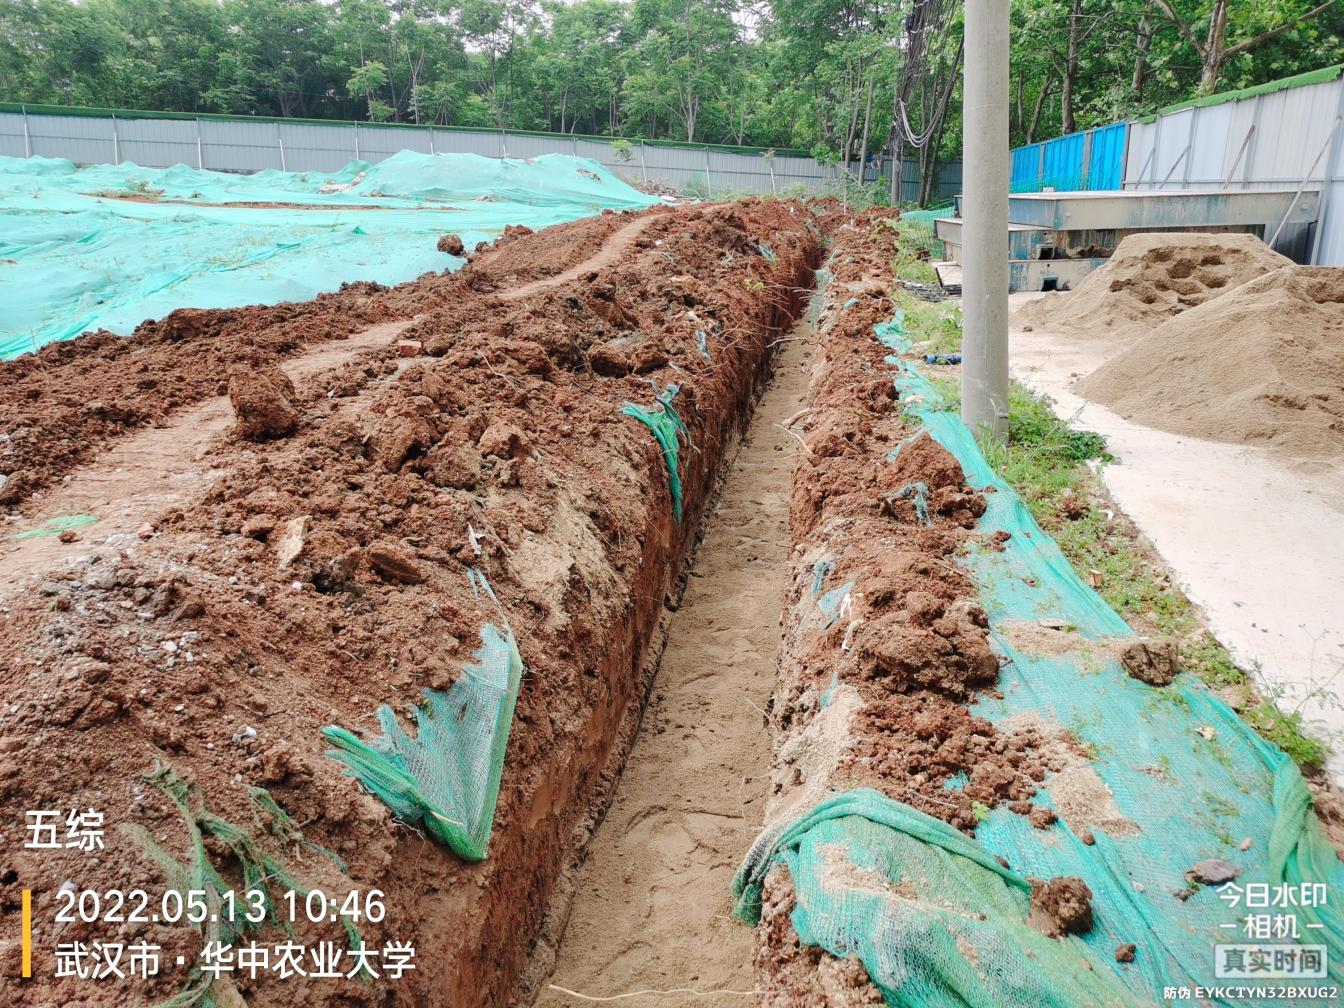 五综
2022.05.13 10:46
武汉市·华中农业大学
今日水印
-相机-
真实时间
防伪 EYKCTYN32BXUG2